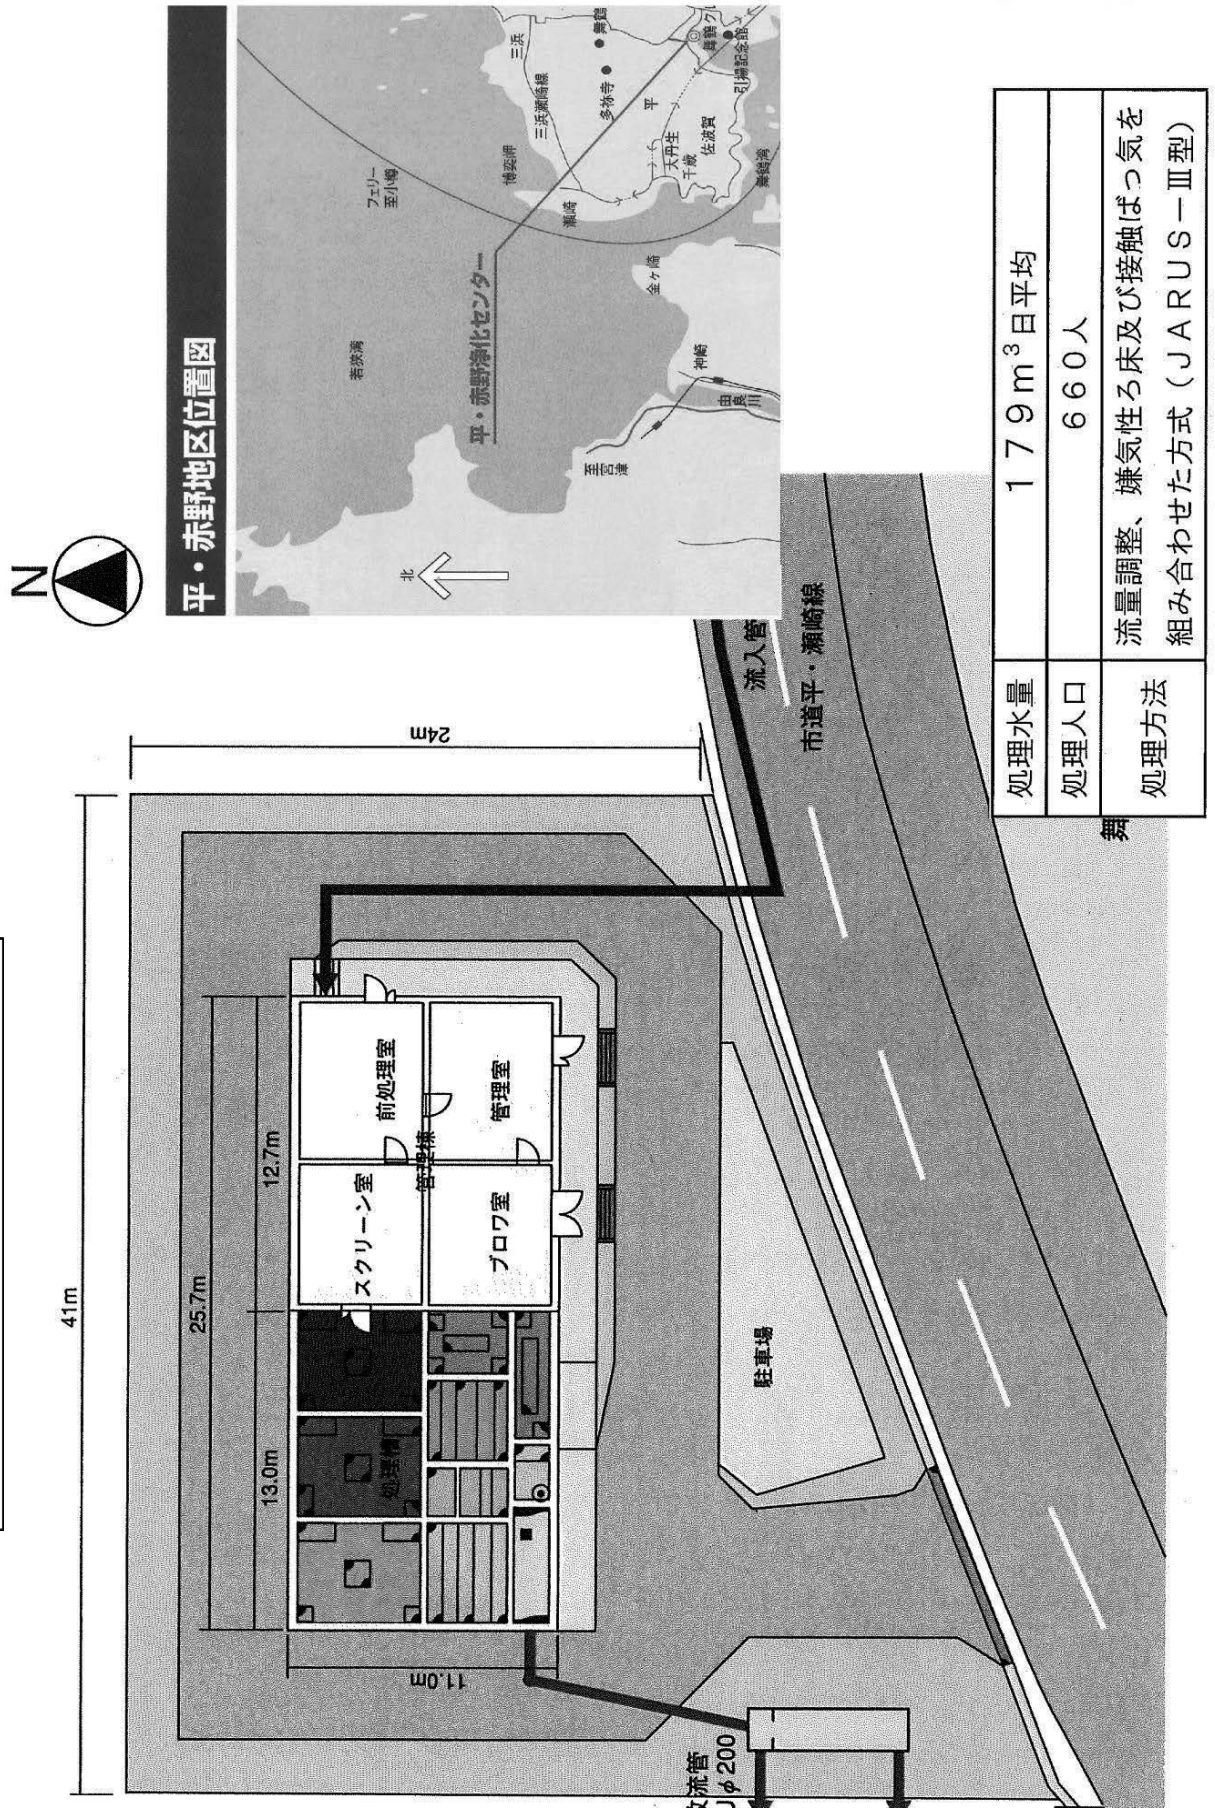 N
平・赤野地区位置図
北
若狭湾
フェリー
至小樽
平・赤野浄化センター
博奕岬
三浜
三浜瀬崎線
瀬崎
多祢寺
舞鶴
平
大丹生
千歳
佐波賀
舞鶴湾
引揚記念館
金ヶ崎
神崎
由良川
至宮津
41m
25.7m
13.0m
12.7m
24m
11.0m
スクリーン室
前処理室
管理棟
ブロワ室
管理室
処理槽
駐車場
流入管
市道平・瀬崎線
放流管
φ200
舞
処理水量
179m³日平均
処理人口
660人
処理方法
流量調整、嫌気性ろ床及び接触ばっ気を
組み合わせた方式(JARUS-Ⅲ型)